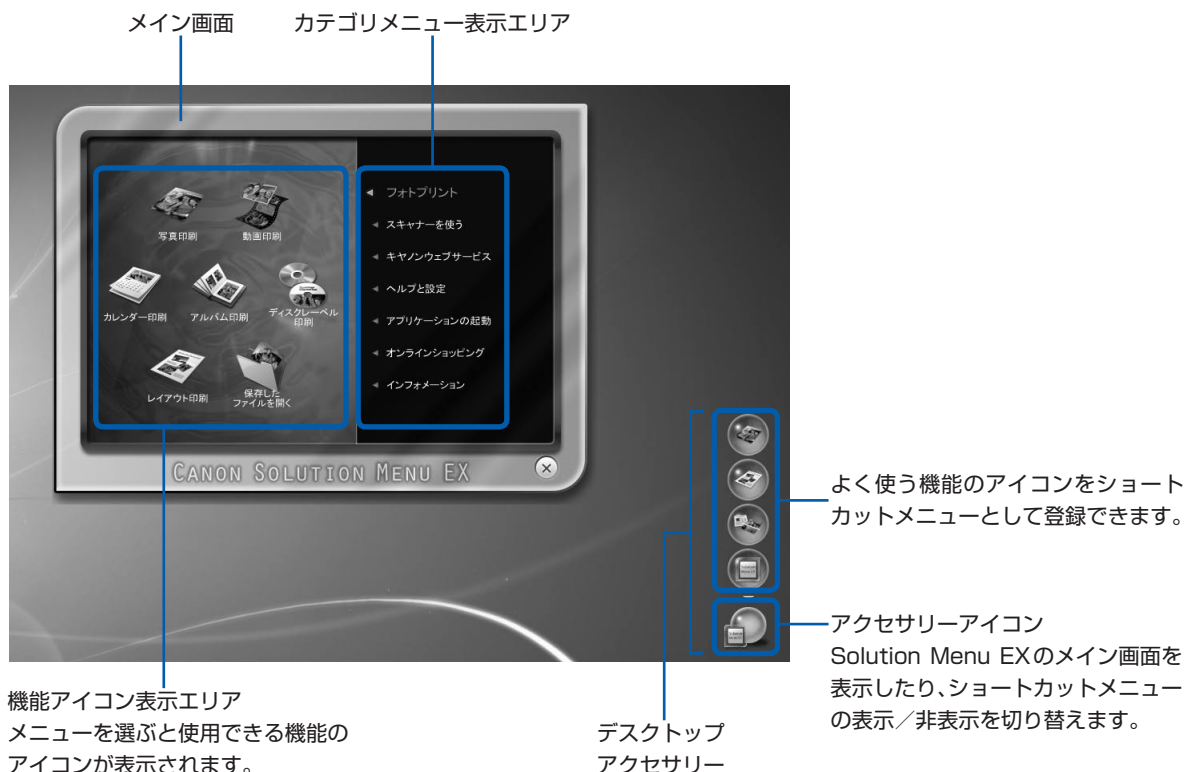 メイン画面
カテゴリメニュー表示エリア
写真印刷
動画印刷
カレンダー印刷
アルバム印刷
ディスクレーベル
印刷
レイアウト印刷
保存した
ファイルを開く
フォトプリント
スキャナーを使う
キヤノンウェブサービス
ヘルプと設定
アプリケーションの起動
オンラインショッピング
インフォメーション
CANON SOLUTION MENU EX
よく使う機能のアイコンをショート
カットメニューとして登録できます。
アクセサリーアイコン
Solution Menu EXのメイン画面を
表示したり、ショートカットメニュー
の表示／非表示を切り替えます。
機能アイコン表示エリア
メニューを選ぶと使用できる機能の
アイコンが表示されます。
デスクトップ
アクセサリー